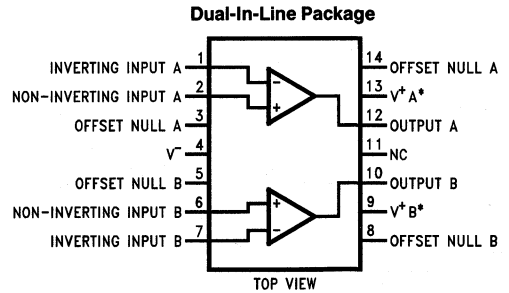 Dual-In-Line Package
INVERTING INPUT A 1
NON-INVERTING INPUT A 2
OFFSET NULL A 3
V⁻ 4
OFFSET NULL B 5
NON-INVERTING INPUT B 6
INVERTING INPUT B 7
−
+
+
−
14 OFFSET NULL A
13 V⁺A*
12 OUTPUT A
11 NC
10 OUTPUT B
9 V⁺B*
8 OFFSET NULL B
TOP VIEW